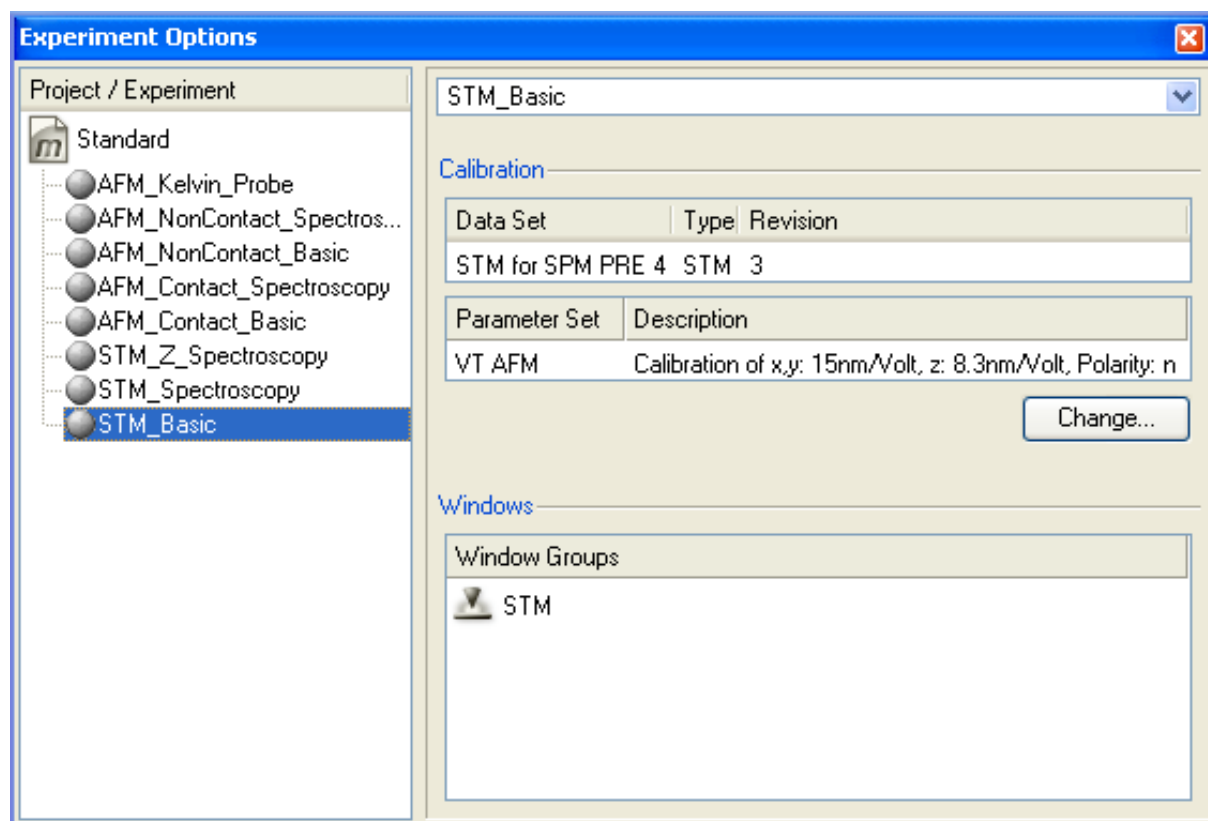 Experiment Options
Project / Experiment
Standard
AFM_Kelvin_Probe
AFM_NonContact_Spectros...
AFM_NonContact_Basic
AFM_Contact_Spectroscopy
AFM_Contact_Basic
STM_Z_Spectroscopy
STM_Spectroscopy
STM_Basic
STM_Basic
Calibration
Data Set Type Revision
STM for SPM PRE 4 STM 3
Parameter Set Description
VT AFM Calibration of x,y: 15nm/Volt, z: 8.3nm/Volt, Polarity: n
Change...
Windows
Window Groups
STM